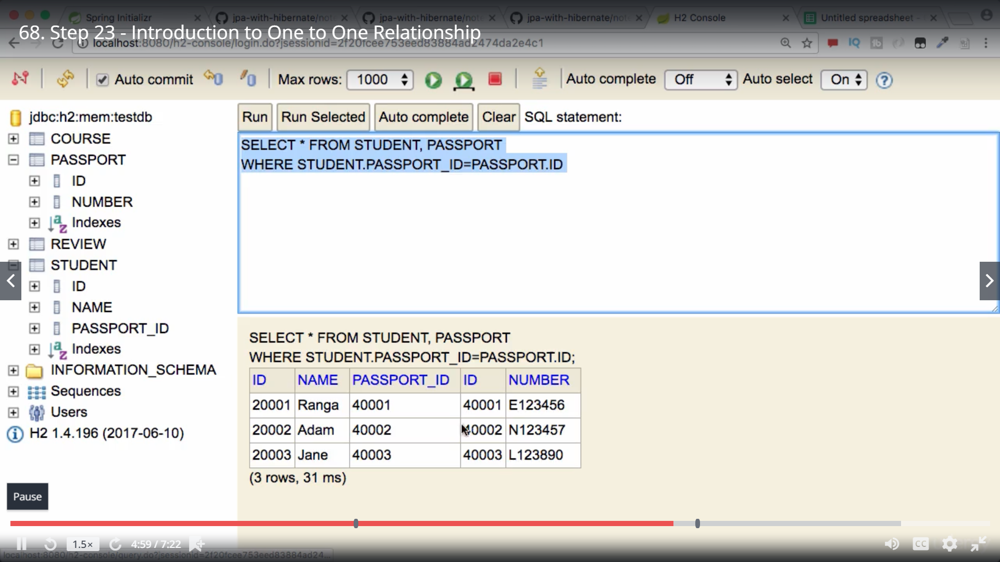 Spring Initializr
jpa-with-hibernate/note
jpa-with-hibernate/note
jpa-with-hibernate/note
H2 Console
Untitled spreadsheet -
68. Step 23 - Introduction to One to One Relationship
localhost:8080/h2-console/login.do?jsessionid=2f20fcee753eed83884ad2474da2e4c1
IQ
Auto commit
Max rows: 1000
Auto complete Off
Auto select On
?
jdbc:h2:mem:testdb
COURSE
PASSPORT
ID
NUMBER
Indexes
REVIEW
STUDENT
ID
NAME
PASSPORT_ID
Indexes
INFORMATION_SCHEMA
Sequences
Users
H2 1.4.196 (2017-06-10)
Run Run Selected Auto complete Clear SQL statement:
SELECT * FROM STUDENT, PASSPORT
WHERE STUDENT.PASSPORT_ID=PASSPORT.ID
SELECT * FROM STUDENT, PASSPORT
WHERE STUDENT.PASSPORT_ID=PASSPORT.ID;
ID NAME PASSPORT_ID ID NUMBER
20001 Ranga 40001 40001 E123456
20002 Adam 40002 40002 N123457
20003 Jane 40003 40003 L123890
(3 rows, 31 ms)
Pause
1.5× 4:59 / 7:22 CC
localhost:8080/h2-console/query.do?jsessionid=2f20fcee753eed83884ad24...